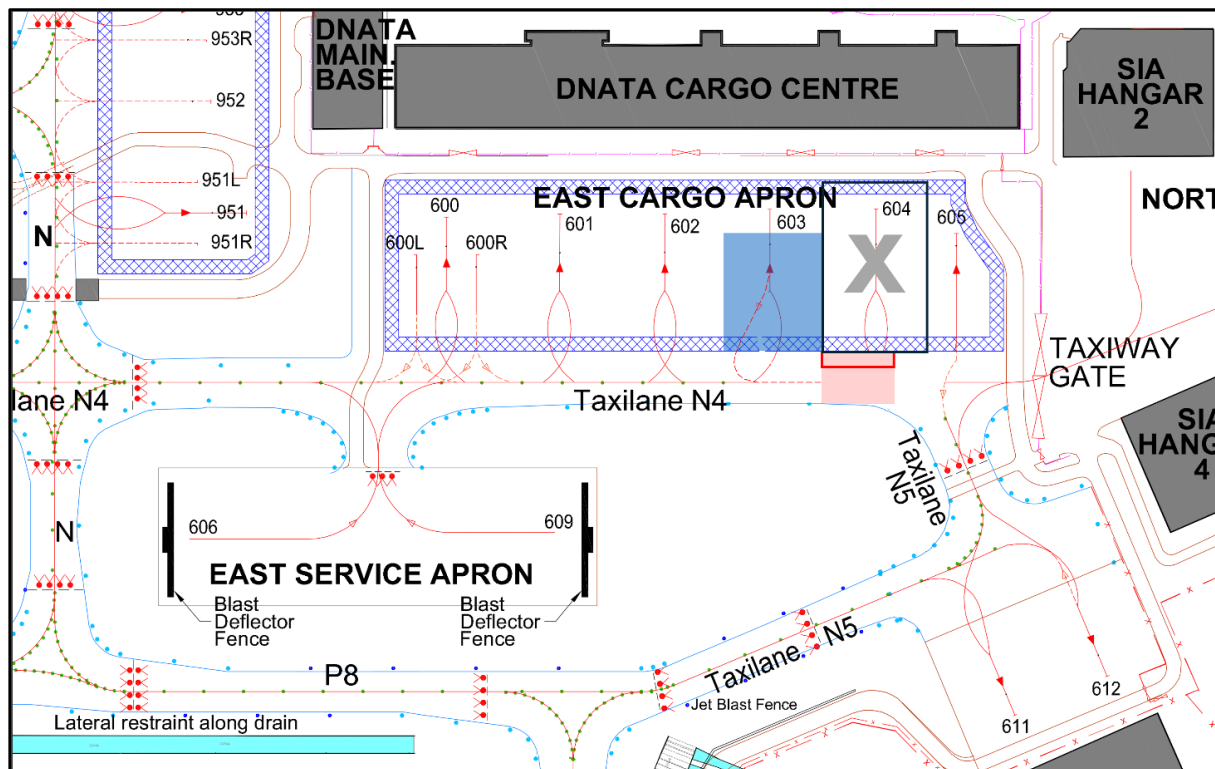 953R
952
951L
951
951R
N
DNATA
MAIN.
BASE
DNATA CARGO CENTRE
SIA
HANGAR
2
EAST CARGO APRON
NORT
600
601
602
603
604
605
600L
600R
X
TAXIWAY
GATE
lane N4
Taxilane N4
Taxilane
N5
SIA
HANG
4
N
606
609
EAST SERVICE APRON
Blast
Deflector
Fence
Blast
Deflector
Fence
P8
Taxilane N5
Jet Blast Fence
Lateral restraint along drain
611
612